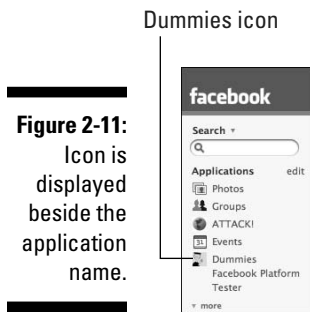 Dummies icon
Figure 2-11:
Icon is
displayed
beside the
application
name.
facebook
Search
Applications edit
Photos
Groups
ATTACK!
31 Events
Dummies
Facebook Platform
Tester
more